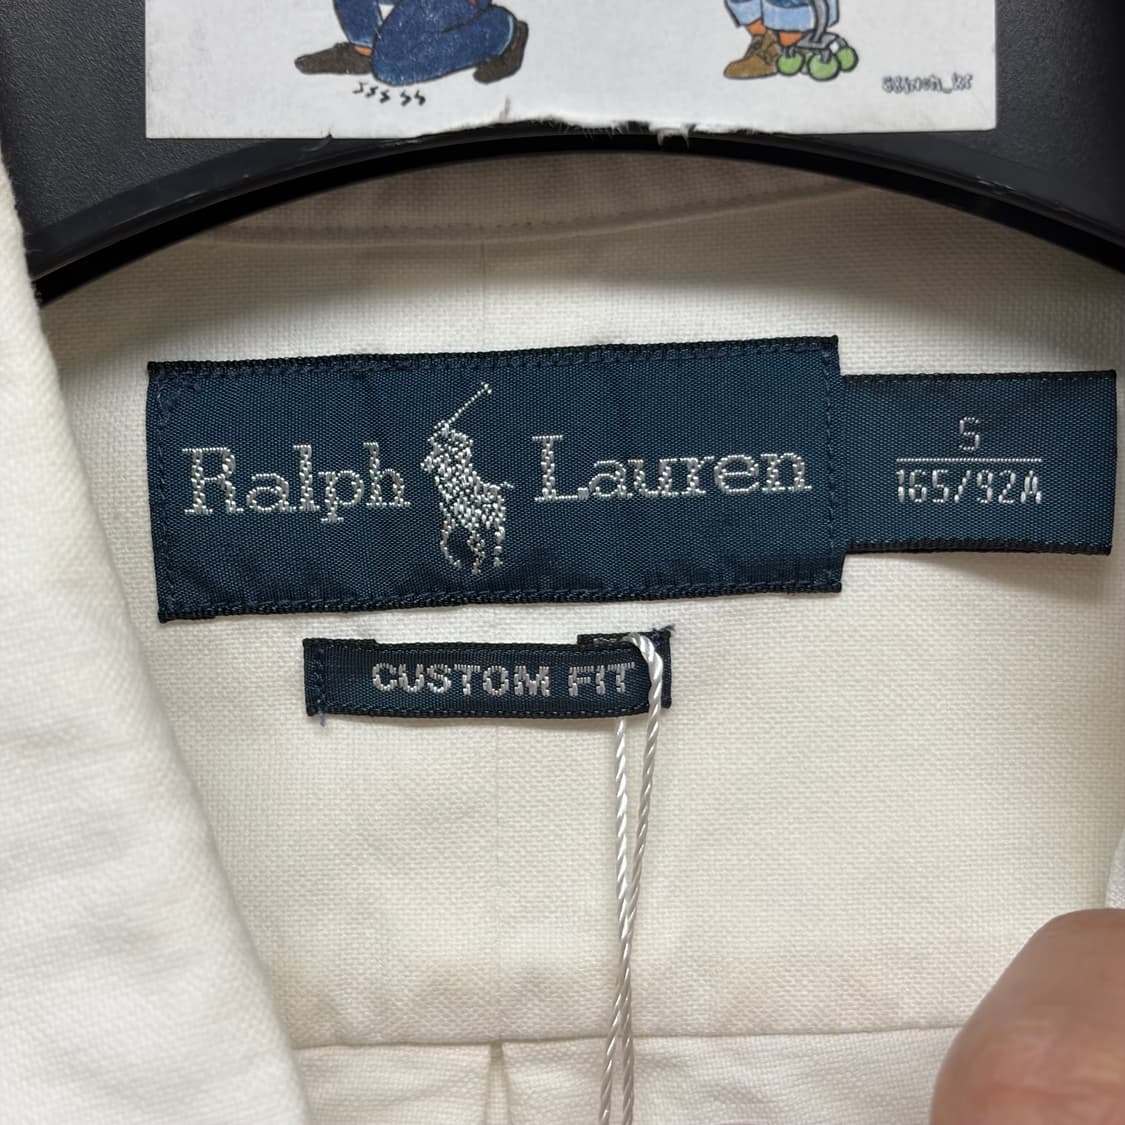 Ralph Lauren
S
165/92A
CUSTOM FIT